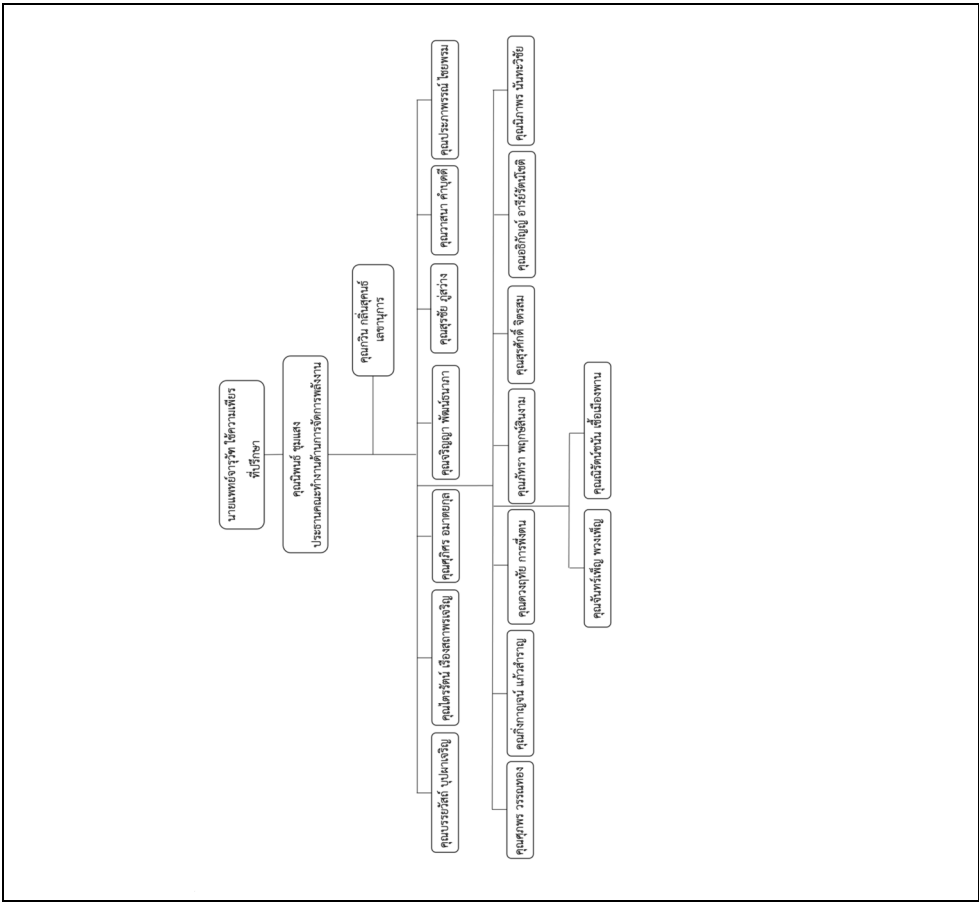 นายแพทย์จารุวัฑ ใช้ความเพียร
ที่ปรึกษา
คุณนิพนธ์ ชุมแสง
ประธานคณะทำงานด้านการจัดการพลังงาน
คุณกวิน กลิ่นสุคนธ์
เลขานุการ
คุณบรรยวัสถ์ บุปผาเจริญ
คุณไตรรัตน์ เรืองสถาพรเจริญ
คุณศุภิศร อมาตยกุล
คุณจริญญา พัฒน์ธนาภา
คุณสุรชัย ภู่สว่าง
คุณวาสนา คำบุดดี
คุณประภาพรรณ์ ไชยพรม
คุณศุภพร วรรณทอง
คุณกิ่งกาญจน์ แก้วสำราญ
คุณดวงฤทัย การพึ่งตน
คุณภัทรา พฤกษ์สินงาม
คุณสุรศักดิ์ จิตรสม
คุณอธิกัญญ์ อารีย์รัตน์โชติ
คุณนิภาพร นันทะวิชัย
คุณจันทร์เพ็ญ พวงเพ็ญ
คุณณิรัตน์ชนัน เชื้อเมืองพาน